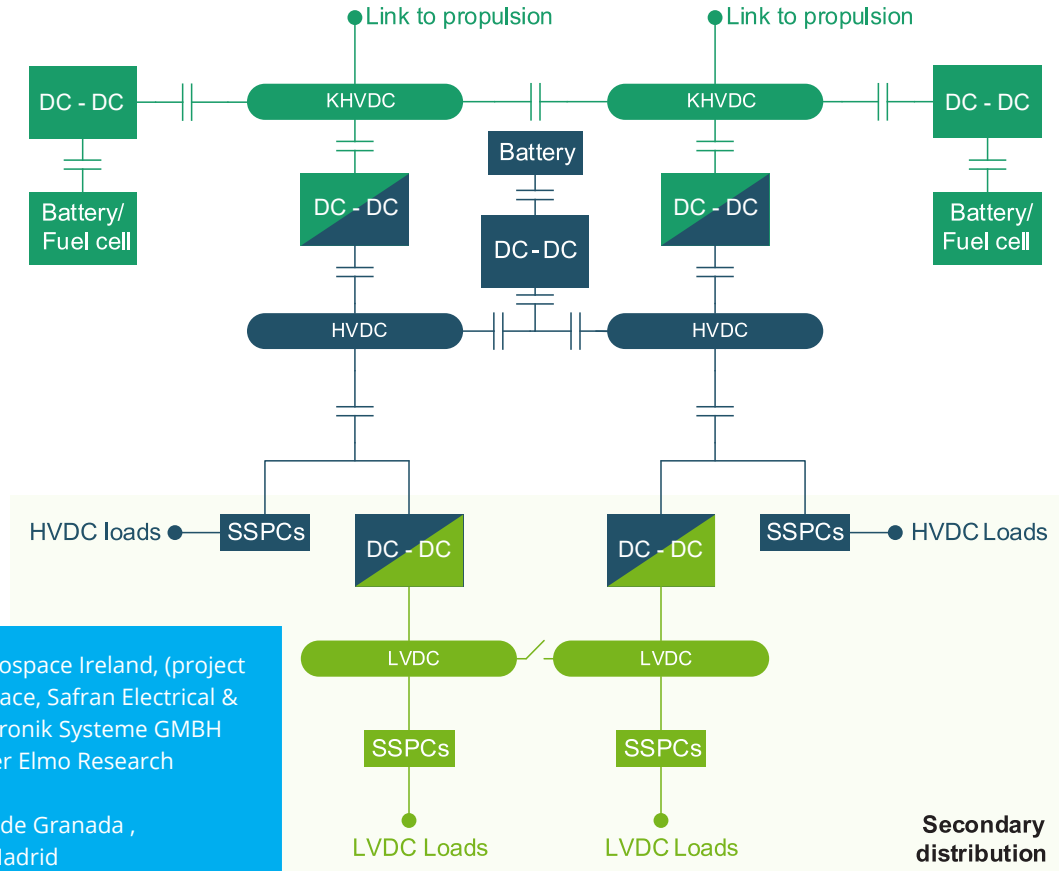 Link to propulsion
Link to propulsion
DC - DC
KHVDC
KHVDC
DC - DC
Battery
Battery/
Fuel cell
DC - DC
DC - DC
DC - DC
Battery/
Fuel cell
HVDC
HVDC
HVDC loads
SSPCs
DC - DC
DC - DC
SSPCs
HVDC Loads
LVDC
LVDC
ospace Ireland, (project
ace, Safran Electrical &
ronik Systeme GMBH
er Elmo Research
de Granada ,
Madrid
SSPCs
SSPCs
LVDC Loads
LVDC Loads
Secondary
distribution